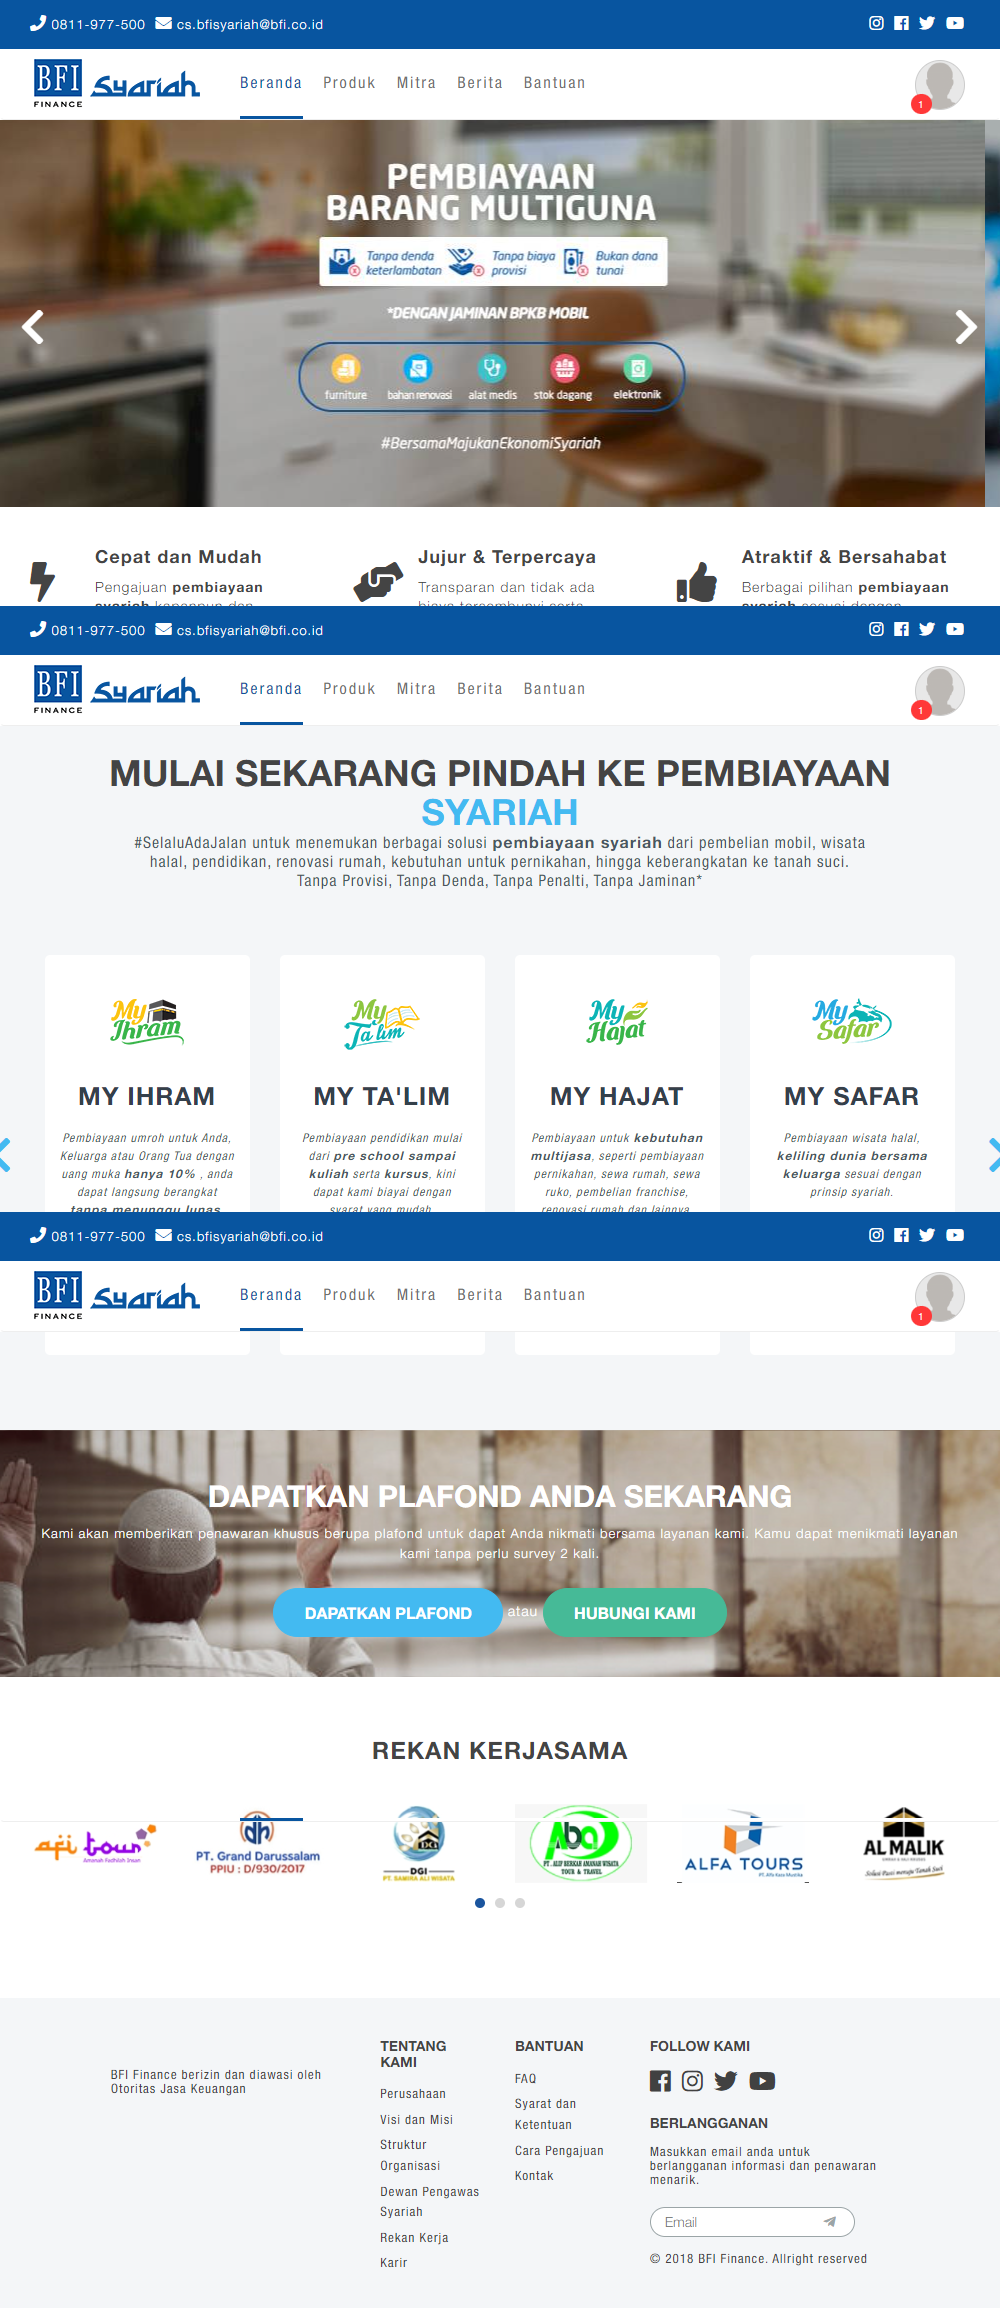 0811-977-500 cs.bfisyariah@bfi.co.id
BFI FINANCE Syariah Beranda Produk Mitra Berita Bantuan
1
PEMBIAYAAN
BARANG MULTIGUNA
Tanpa denda keterlambatan
Tanpa biaya provisi
Bukan dana tunai
*DENGAN JAMINAN BPKB MOBIL
furniture bahan renovasi alat medis stok dagang elektronik
#BersamaMajukanEkonomiSyariah
Cepat dan Mudah
Pengajuan pembiayaan
syariah kapanpun dan
Jujur & Terpercaya
Transparan dan tidak ada
biaya tersembunyi serta
Atraktif & Bersahabat
Berbagai pilihan pembiayaan
syariah sesuai dengan
0811-977-500 cs.bfisyariah@bfi.co.id
BFI FINANCE Syariah Beranda Produk Mitra Berita Bantuan
1
MULAI SEKARANG PINDAH KE PEMBIAYAAN
SYARIAH
#SelaluAdaJalan untuk menemukan berbagai solusi pembiayaan syariah dari pembelian mobil, wisata
halal, pendidikan, renovasi rumah, kebutuhan untuk pernikahan, hingga keberangkatan ke tanah suci.
Tanpa Provisi, Tanpa Denda, Tanpa Penalti, Tanpa Jaminan*
My Ihram
MY IHRAM
Pembiayaan umroh untuk Anda,
Keluarga atau Orang Tua dengan
uang muka hanya 10% , anda
dapat langsung berangkat
tanpa menunggu lunas
My Ta'lim
MY TA'LIM
Pembiayaan pendidikan mulai
dari pre school sampai
kuliah serta kursus, kini
dapat kami biayai dengan
syarat yang mudah
My Hajat
MY HAJAT
Pembiayaan untuk kebutuhan
multijasa, seperti pembiayaan
pernikahan, sewa rumah, sewa
ruko, pembelian franchise,
renovasi rumah dan lainnya
My Safar
MY SAFAR
Pembiayaan wisata halal,
keliling dunia bersama
keluarga sesuai dengan
prinsip syariah.
0811-977-500 cs.bfisyariah@bfi.co.id
BFI FINANCE Syariah Beranda Produk Mitra Berita Bantuan
1
DAPATKAN PLAFOND ANDA SEKARANG
Kami akan memberikan penawaran khusus berupa plafond untuk dapat Anda nikmati bersama layanan kami. Kamu dapat menikmati layanan
kami tanpa perlu survey 2 kali.
DAPATKAN PLAFOND atau HUBUNGI KAMI
REKAN KERJASAMA
afi tour
Amanah Fadhilah Insan
PT. Grand Darussalam
PPIU : D/930/2017
DGI
PT. SAMIRA ALI WISATA
aba
PT. ALIF BERKAH AMANAH WISATA
TOUR & TRAVEL
ALFA TOURS
AL MALIK
BFI Finance berizin dan diawasi oleh
Otoritas Jasa Keuangan
TENTANG
KAMI
Perusahaan
Visi dan Misi
Struktur
Organisasi
Dewan Pengawas
Syariah
Rekan Kerja
Karir
BANTUAN
FAQ
Syarat dan
Ketentuan
Cara Pengajuan
Kontak
FOLLOW KAMI
BERLANGGANAN
Masukkan email anda untuk
berlangganan informasi dan penawaran
menarik.
Email
© 2018 BFI Finance. Allright reserved